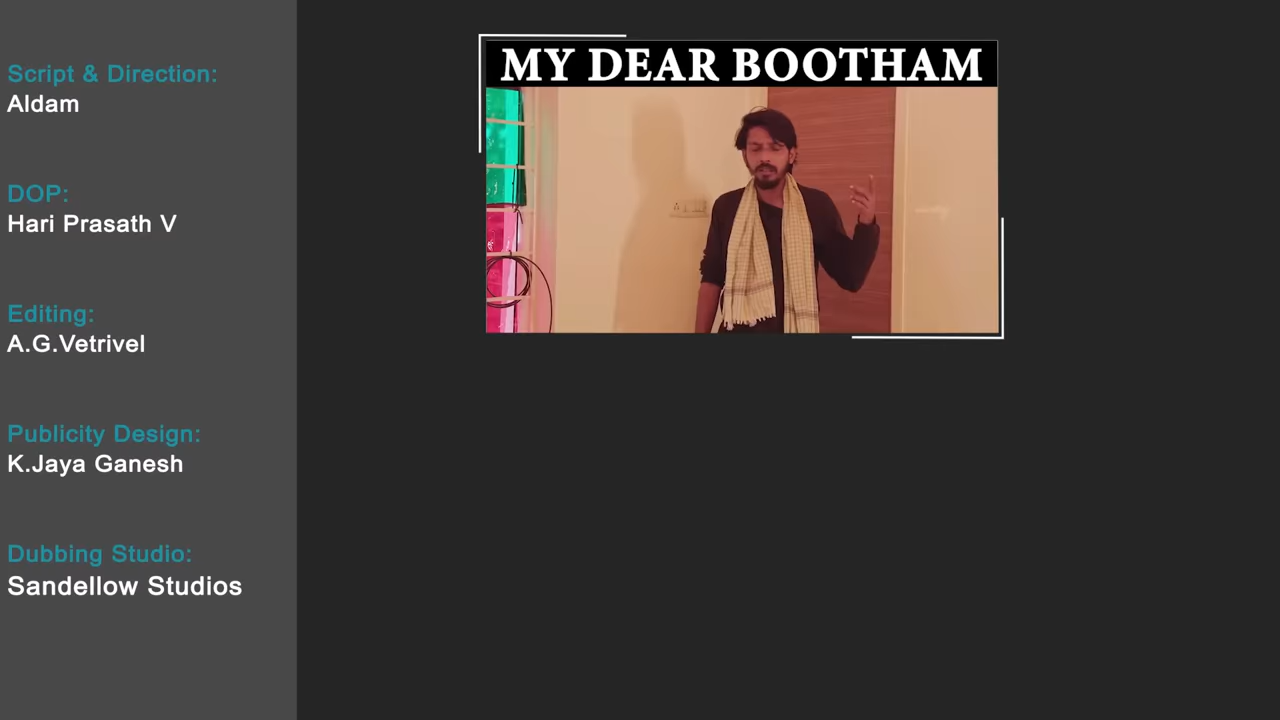 Script & Direction:
Aldam
DOP:
Hari Prasath V
Editing:
A.G.Vetrivel
Publicity Design:
K.Jaya Ganesh
Dubbing Studio:
Sandellow Studios
MY DEAR BOOTHAM